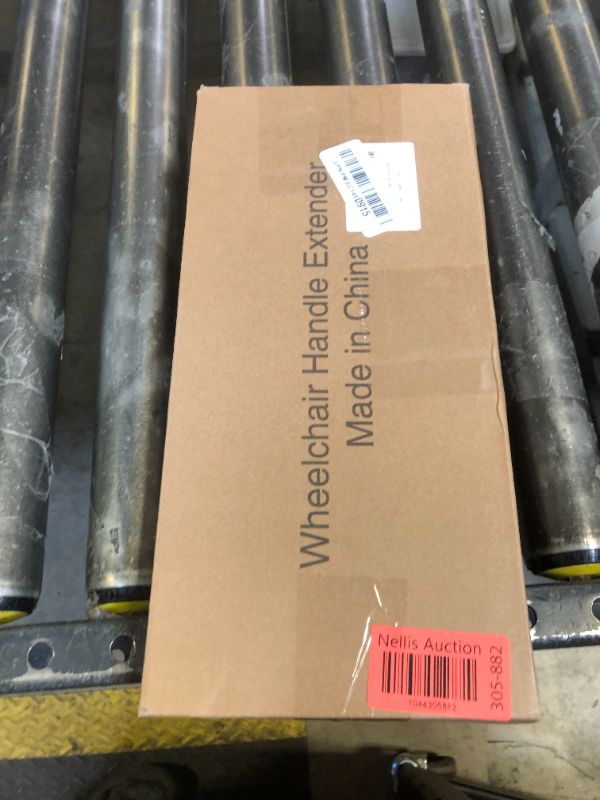 Wheelchair Handle Extender
Made in China
Nellis Auction
305-882